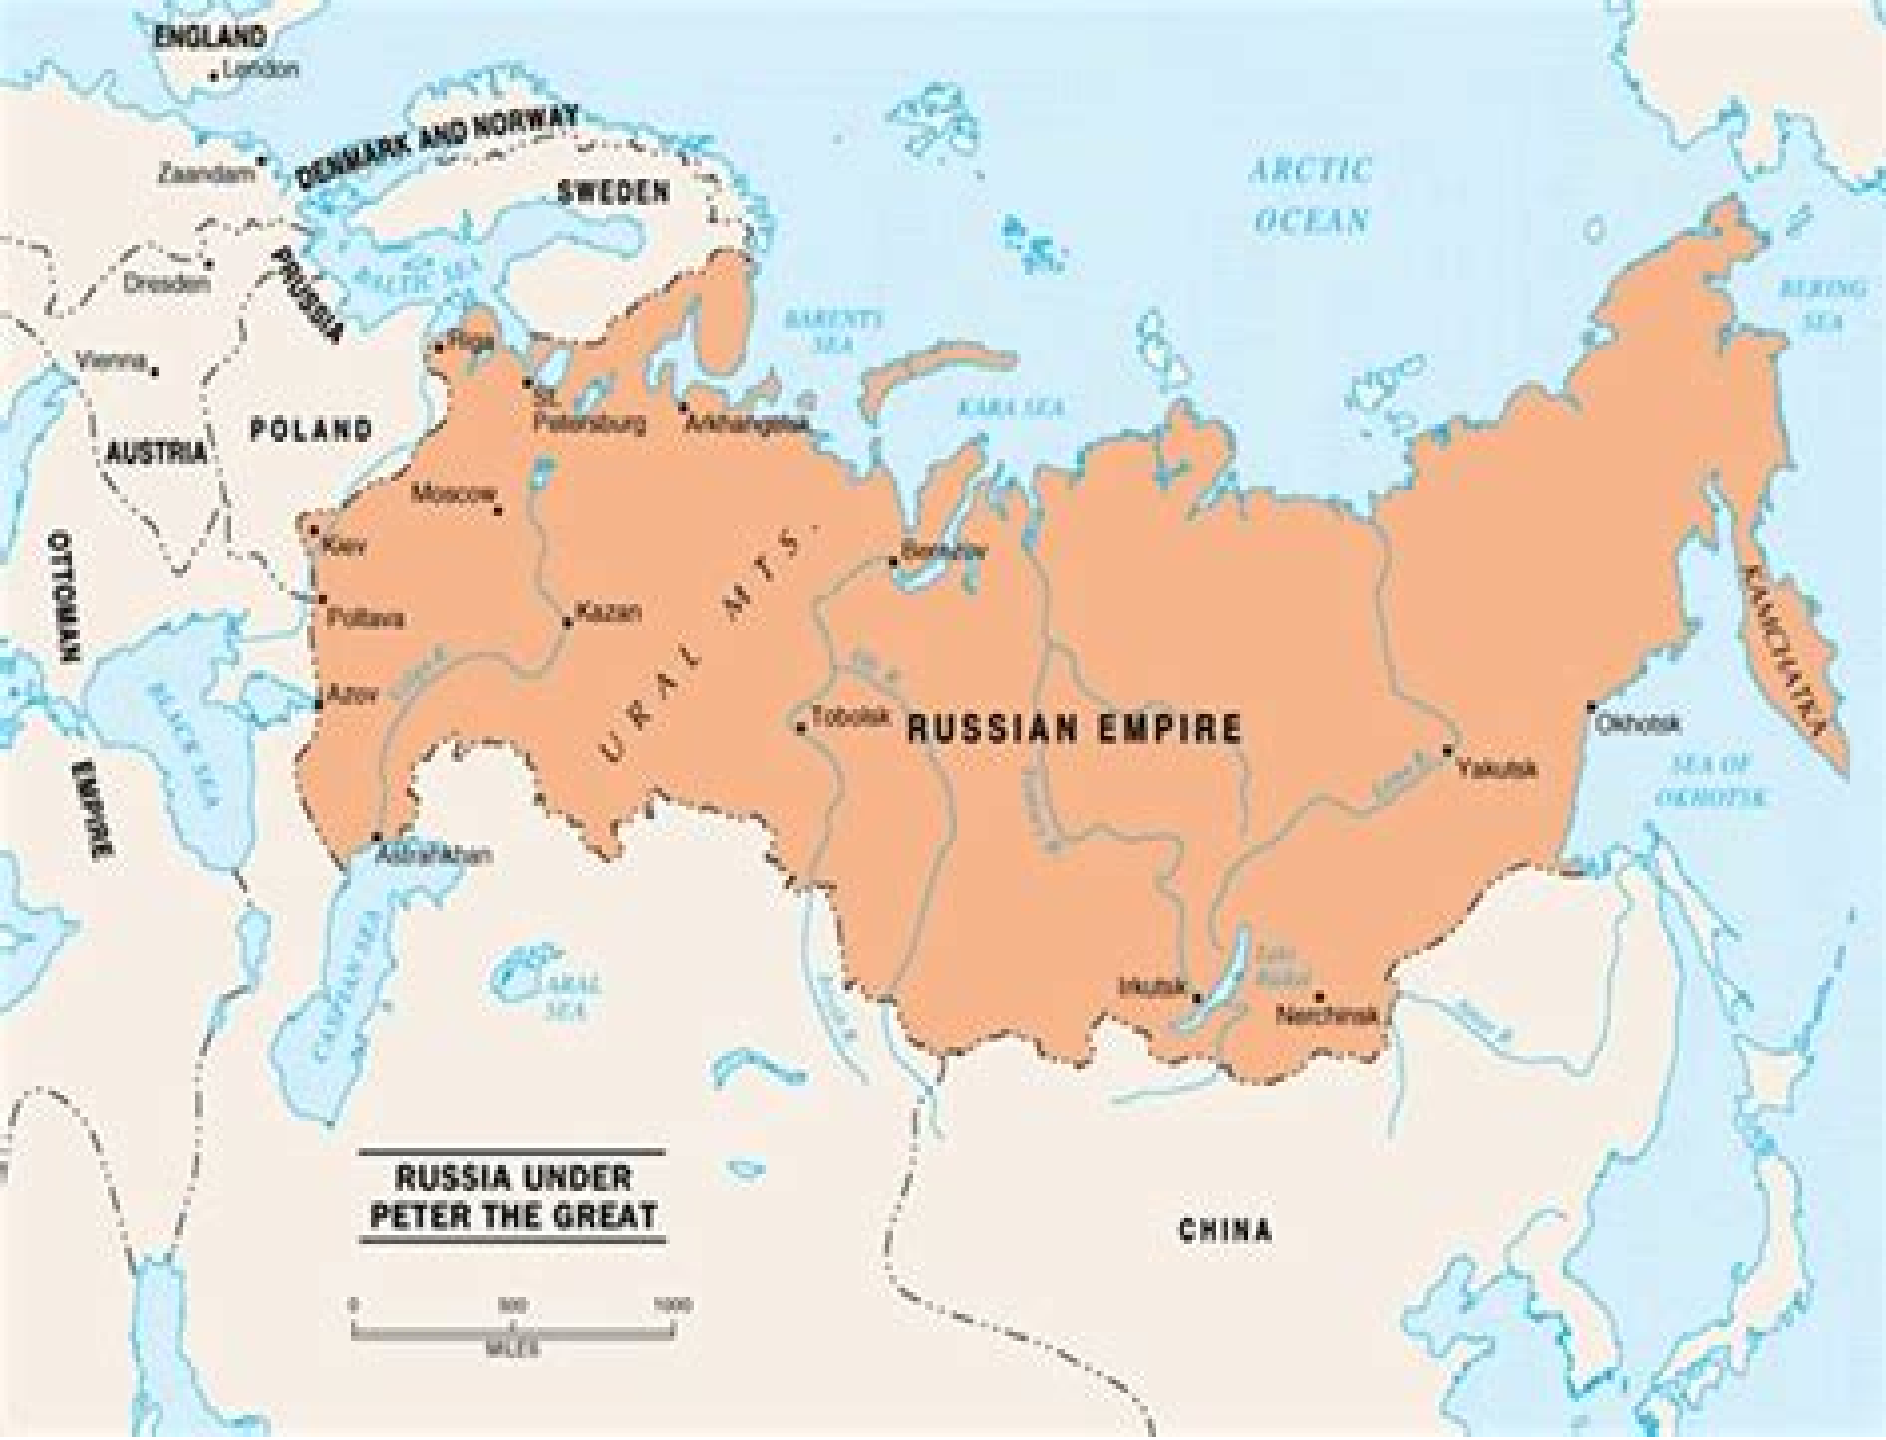 ENGLAND
London
DENMARK AND NORWAY
Zaandam
SWEDEN
ARCTIC
OCEAN
Dresden
PRUSSIA
BALTIC SEA
BERING
SEA
BARENTS
SEA
Riga
Vienna
KARA SEA
St.
Petersburg
Arkhangelsk
POLAND
AUSTRIA
Moscow
Kiev
OTTOMAN
EMPIRE
URAL MTS.
Kazan
Poltava
KAMCHATKA
Azov
BLACK SEA
Tobolsk
RUSSIAN EMPIRE
Okhotsk
Yakutsk
SEA OF
OKHOTSK
Astrahkhan
CASPIAN SEA
ARAL
SEA
Irkutsk
Lake
Baikal
Nerchinsk
RUSSIA UNDER
PETER THE GREAT
CHINA
0 500 1000
MILES